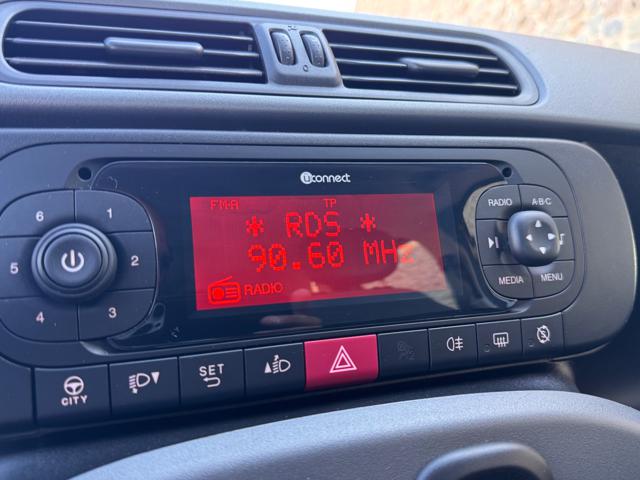 0
uconnect
FM-A TP
* RDS *
90.60 MHz
RADIO
6 1
5 2
4 3
RADIO A·B·C
MEDIA MENU
CITY
SET